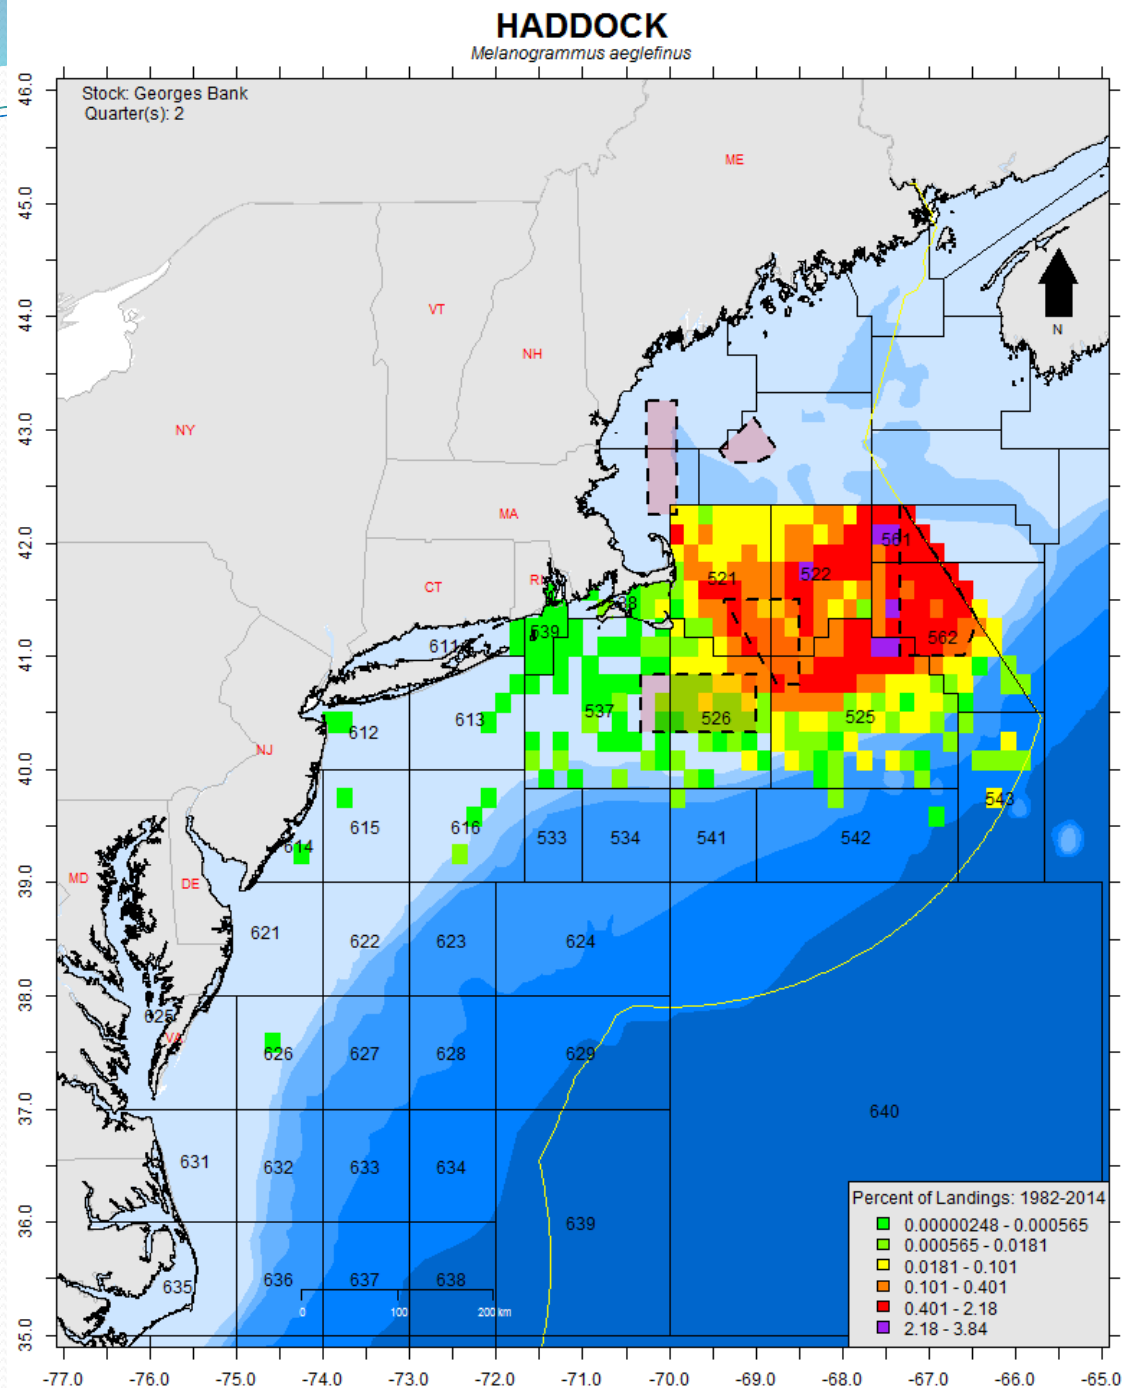 HADDOCK
Melanogrammus aeglefinus
Stock: Georges Bank
Quarter(s): 2
46.0
45.0
44.0
43.0
42.0
41.0
40.0
39.0
38.0
37.0
36.0
35.0
ME
VT
NH
NY
MA
CT
RI
NJ
MD
DE
VA
N
561
521
522
562
538
539
611
537
526
525
612
613
543
614
615
616
533
534
541
542
621
622
623
624
625
626
627
628
629
640
631
632
633
634
639
635
636
637
638
0 100 200 km
Percent of Landings: 1982-2014
0.00000248 - 0.000565
0.000565 - 0.0181
0.0181 - 0.101
0.101 - 0.401
0.401 - 2.18
2.18 - 3.84
-77.0 -76.0 -75.0 -74.0 -73.0 -72.0 -71.0 -70.0 -69.0 -68.0 -67.0 -66.0 -65.0